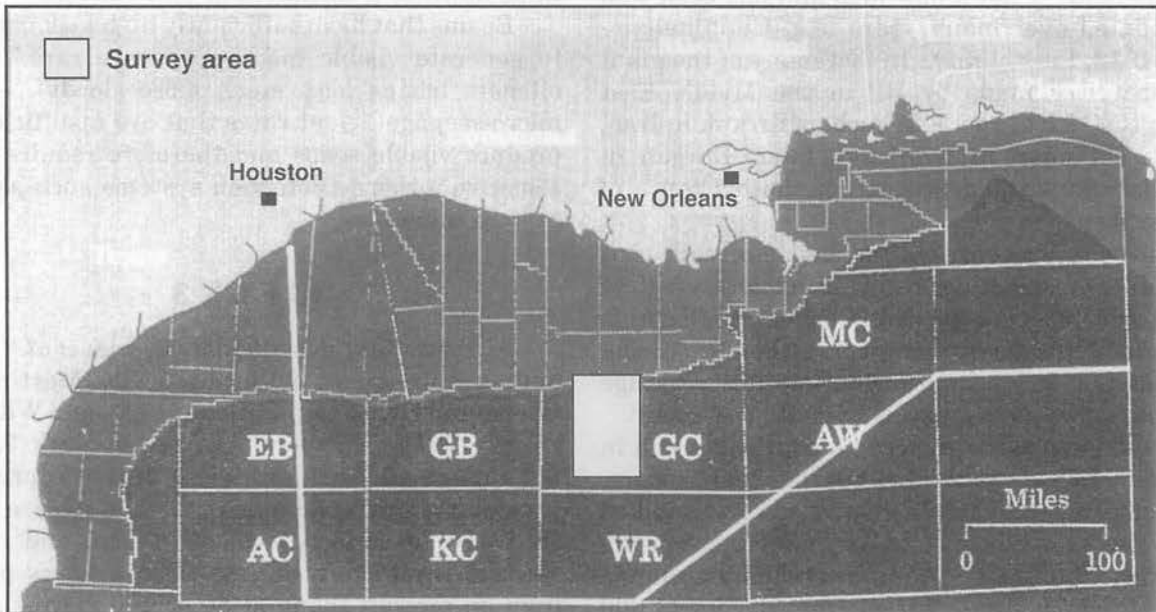 Survey area
Houston
New Orleans
MC
EB
GB
GC
AW
Miles
0
100
AC
KC
WR